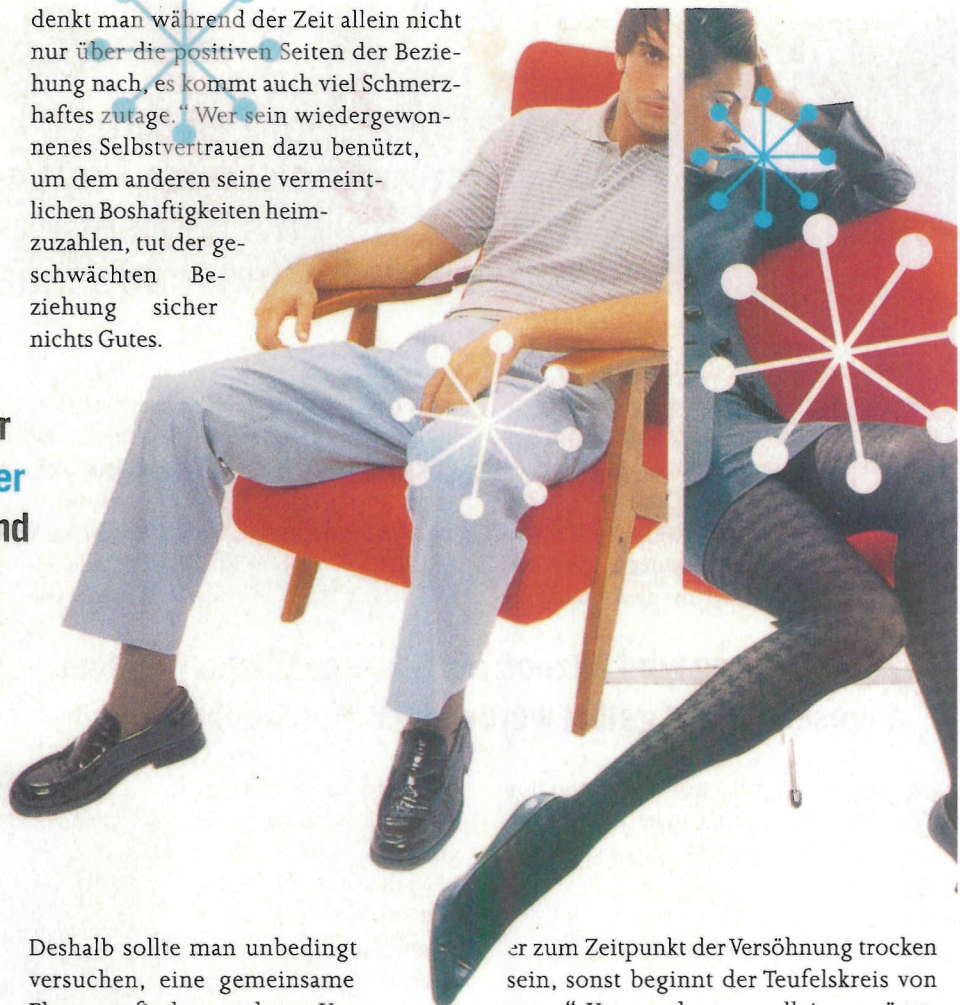 denkt man während der Zeit allein nicht
nur über die positiven Seiten der Bezie-
hung nach, es kommt auch viel Schmerz-
haftes zutage.“ Wer sein wiedergewon-
nenes Selbstvertrauen dazu benützt,
um dem anderen seine vermeint-
lichen Boshaftigkeiten heim-
zuzahlen, tut der ge-
schwächten Be-
ziehung sicher
nichts Gutes.
Deshalb sollte man unbedingt
versuchen, eine gemeinsame
er zum Zeitpunkt der Versöhnung trocken
sein, sonst beginnt der Teufelskreis von